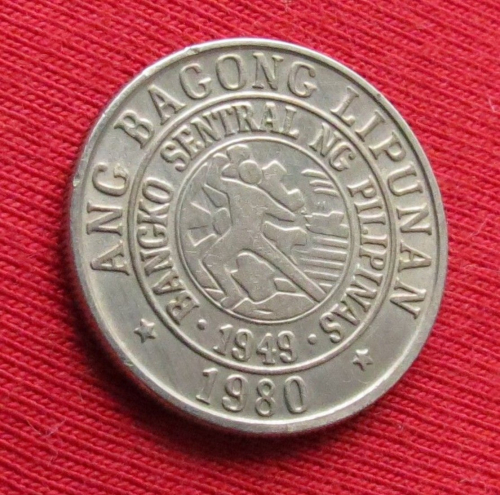 ANG BAGONG LIPUNAN
BANGKO SENTRAL NG PILIPINAS
1949
1980